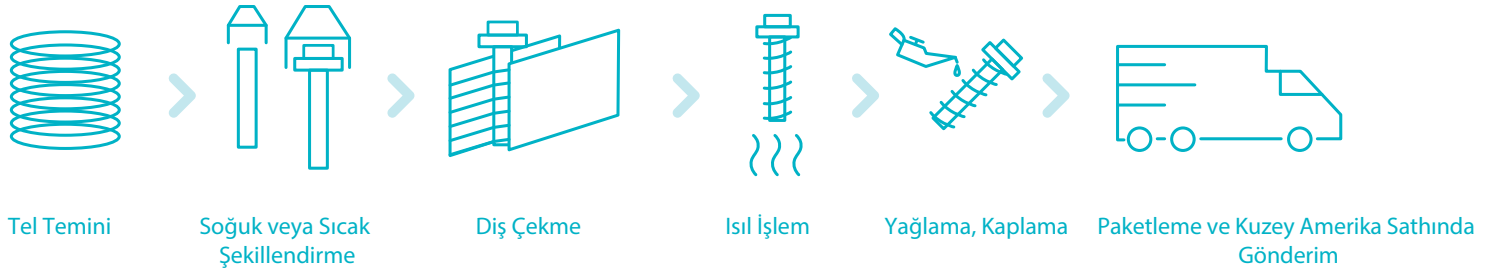 Tel Temini
Soğuk veya Sıcak
Şekillendirme
Diş Çekme
Isıl İşlem
Yağlama, Kaplama
Paketleme ve Kuzey Amerika Sathında
Gönderim